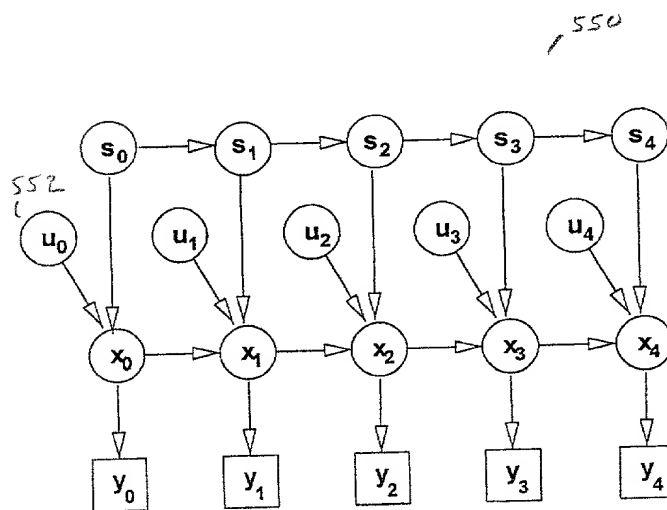 550
s₀ s₁ s₂ s₃ s₄
552
u₀ u₁ u₂ u₃ u₄
x₀ x₁ x₂ x₃ x₄
y₀ y₁ y₂ y₃ y₄